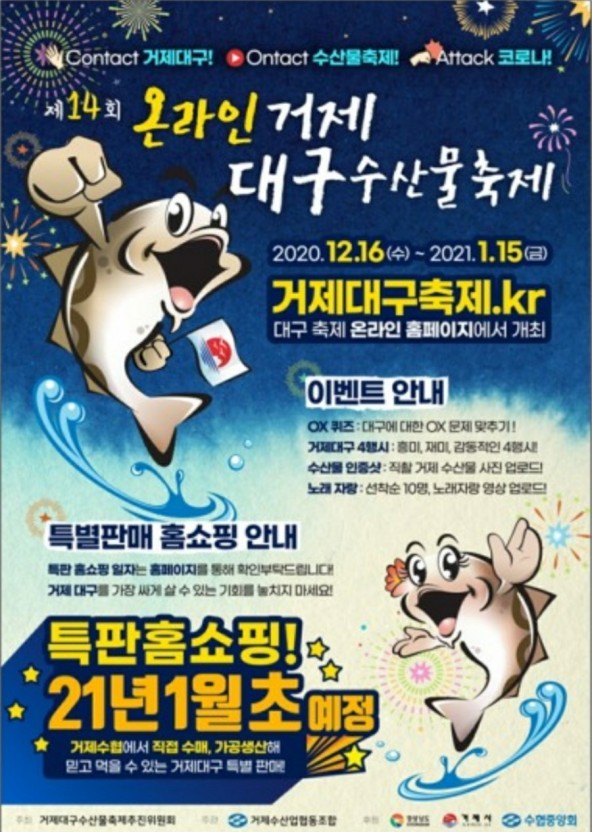 Contact 거제대구! Ontact 수산물축제! Attack 코로나!
제14회 온라인 거제
대구수산물축제
2020.12.16(수) ~ 2021.1.15(금)
거제대구축제.kr
대구 축제 온라인 홈페이지에서 개최
이벤트 안내
OX 퀴즈 : 대구에 대한 OX 문제 맞추기!
거제대구 4행시 : 흥미, 재미, 감동적인 4행시!
수산물 인증샷 : 직촬 거제 수산물 사진 업로드!
노래 자랑 : 선착순 10명, 노래자랑 영상 업로드!
특별판매 홈쇼핑 안내
특판 홈쇼핑 일자는 홈페이지를 통해 확인부탁드립니다!
거제 대구를 가장 싸게 살 수 있는 기회를 놓치지 마세요!
특판홈쇼핑!
21년1월초예정
거제수협에서 직접 수매, 가공생산해
믿고 먹을 수 있는 거제대구 특별 판매!
주최 거제대구수산물축제추진위원회 주관 거제수산업협동조합 후원 경상남도 거제시 수협중앙회